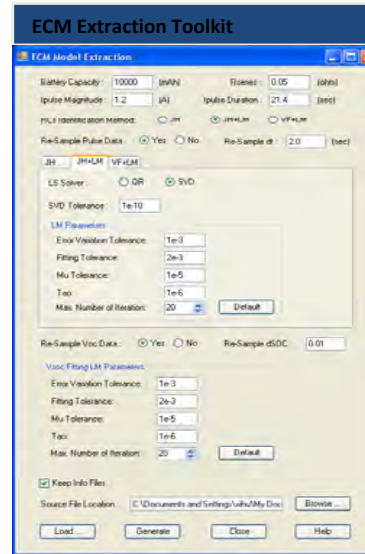 ECM Extraction Toolkit
ECM Model Extraction
Battery Capacity : 10000 (mAh) Rsense : 0.05 (ohm)
Ipulse Magnitude : 1.2 (A) Ipulse Duration : 21.4 (sec)
Identification Method: JH JH+LM VF+LM
Re-Sample Pulse Data : Yes No Re-Sample dt : 2.0 (sec)
JH JH+LM VF+LM
LS Solver : QR SVD
SVD Tolerance : 1e-10
LM Parameters
Error Variation Tolerance: 1e-3
Fitting Tolerance: 2e-3
Mu Tolerance: 1e-5
Tao: 1e-6
Max. Number of Iteration: 20 Default
Re-Sample Voc Data : Yes No Re-Sample dSOC : 0.01
Vsoc Fitting LM Parameters
Error Variation Tolerance: 1e-3
Fitting Tolerance: 2e-3
Mu Tolerance: 1e-5
Tao: 1e-6
Max. Number of Iteration: 20 Default
Keep Info Files
Source File Location : C:\Documents and Settings\ \My Doc Browse ...
Load ... Generate Close Help